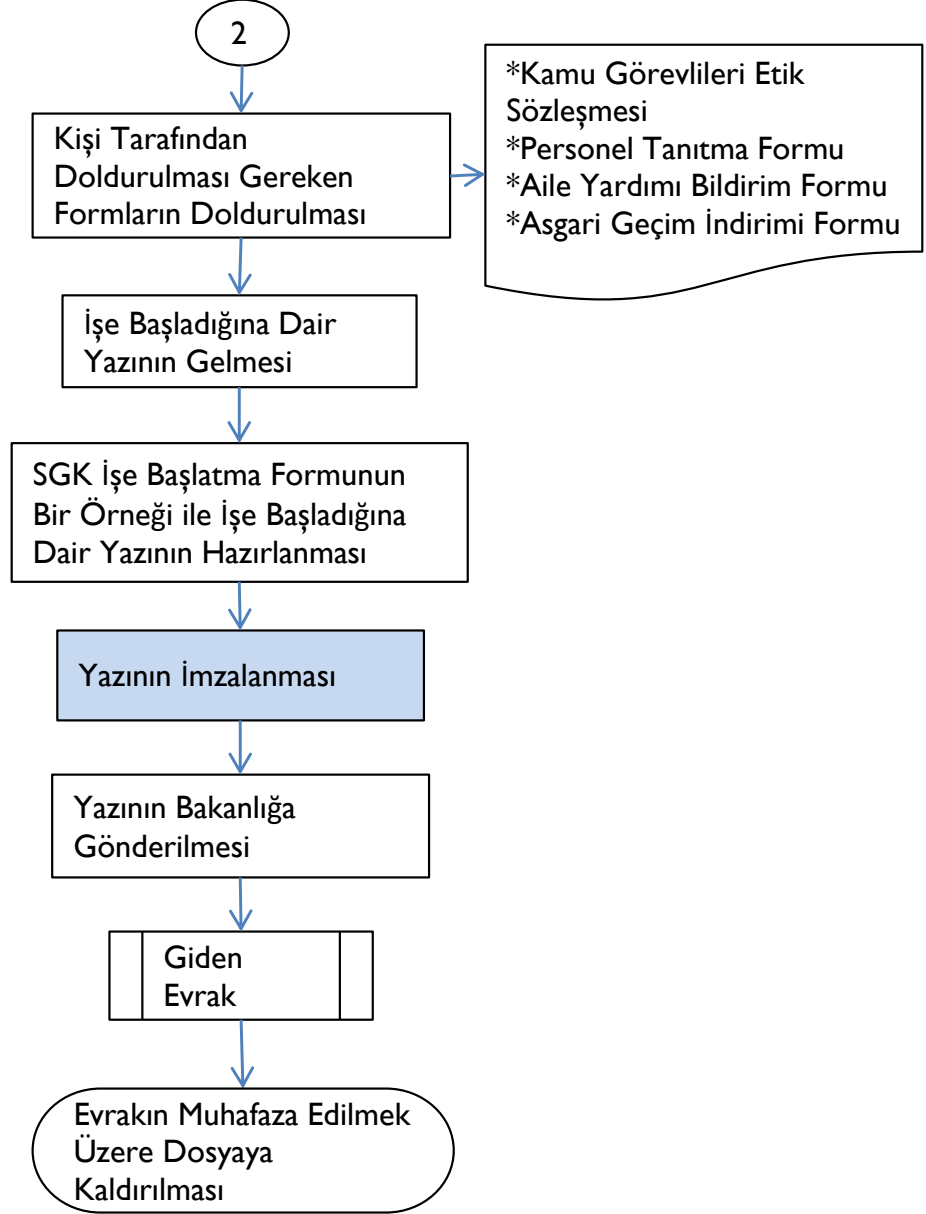 2
Kişi Tarafından
Doldurulması Gereken
Formların Doldurulması
*Kamu Görevlileri Etik
Sözleşmesi
*Personel Tanıtma Formu
*Aile Yardımı Bildirim Formu
*Asgari Geçim İndirimi Formu
İşe Başladığına Dair
Yazının Gelmesi
SGK İşe Başlatma Formunun
Bir Örneği ile İşe Başladığına
Dair Yazının Hazırlanması
Yazının İmzalanması
Yazının Bakanlığa
Gönderilmesi
Giden
Evrak
Evrakın Muhafaza Edilmek
Üzere Dosyaya
Kaldırılması